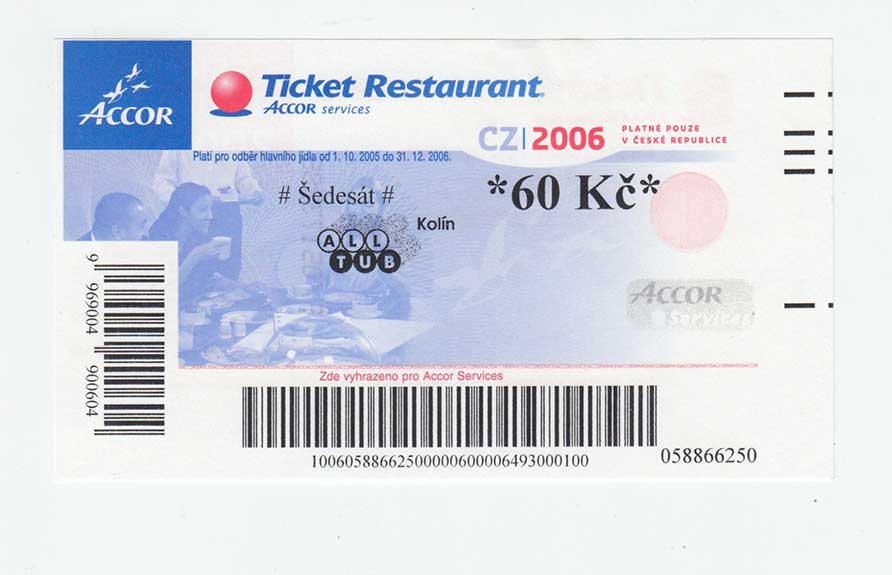 ACCOR
Ticket Restaurant
ACCOR services
CZ|2006
PLATNÉ POUZE
V ČESKÉ REPUBLICE
Platí pro odběr hlavního jídla od 1. 10. 2005 do 31. 12. 2006.
# Šedesát #
*60 Kč*
Kolín
ALL
TUB
ACCOR
Services
9 969004 900604
Zde vyhrazeno pro Accor Services
10060588662500000600006493000100
058866250